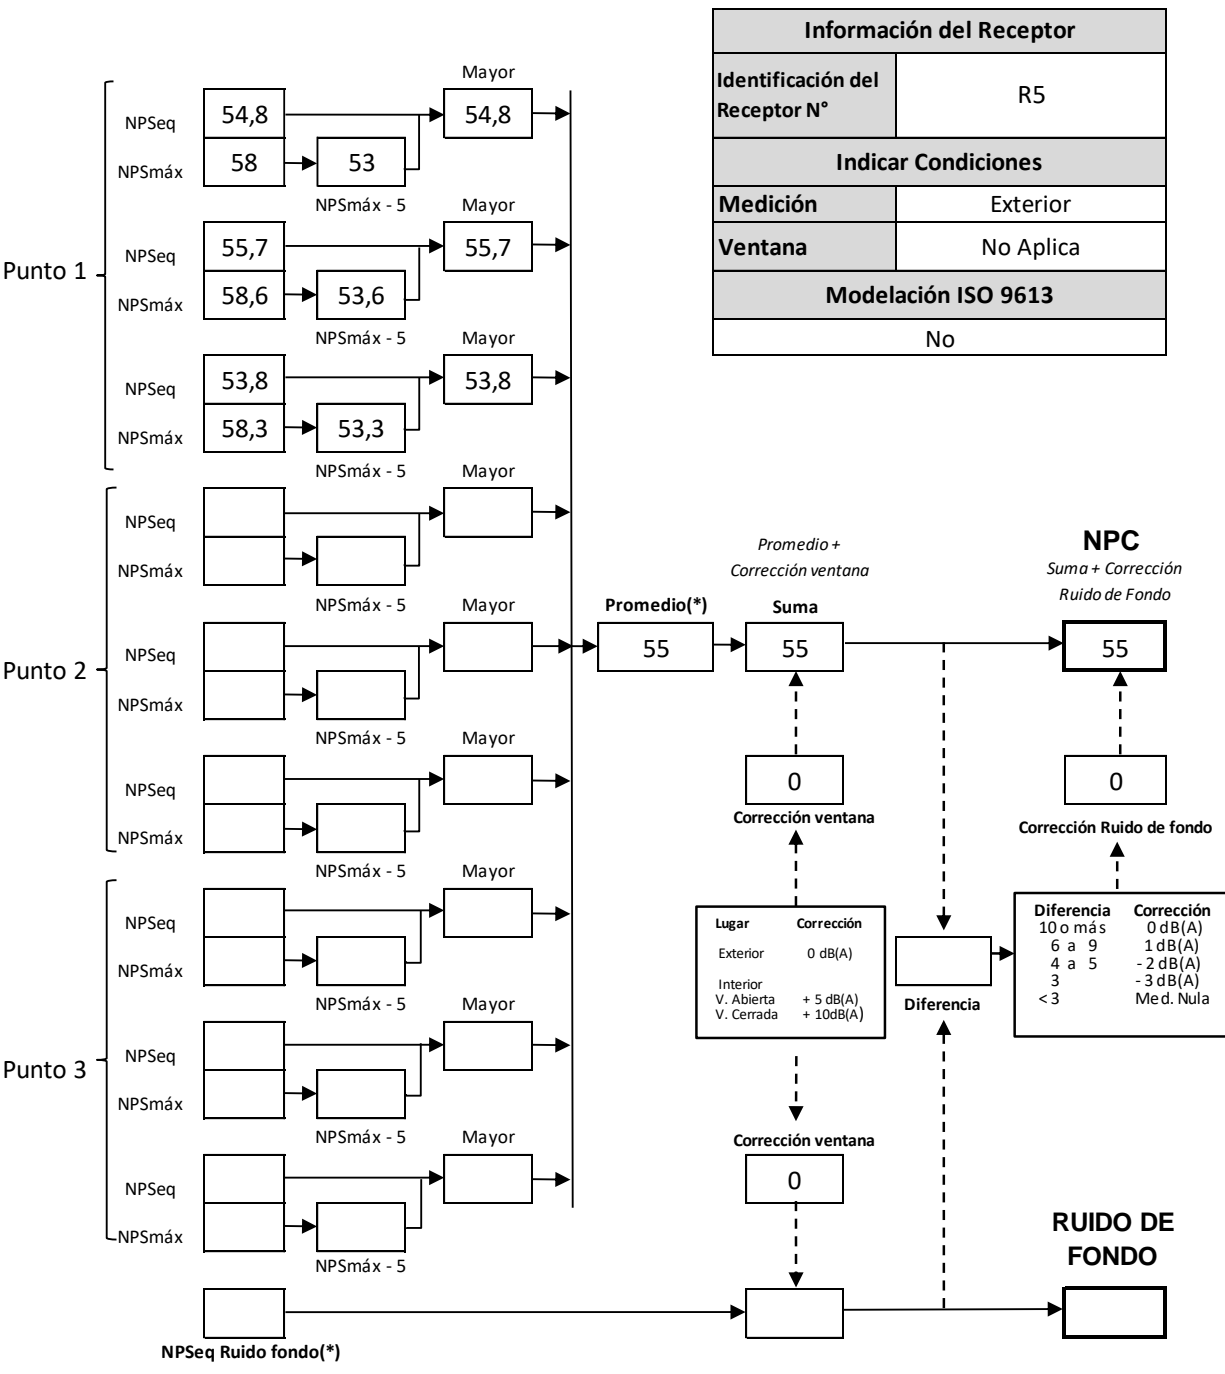 Información del Receptor
Identificación del Receptor N°
R5
Indicar Condiciones
Medición
Exterior
Ventana
No Aplica
Modelación ISO 9613
No
Punto 1
Mayor
NPSeq
54,8
54,8
NPSmáx
58
53
NPSmáx - 5
Mayor
NPSeq
55,7
55,7
NPSmáx
58,6
53,6
NPSmáx - 5
Mayor
NPSeq
53,8
53,8
NPSmáx
58,3
53,3
NPSmáx - 5
Punto 2
Mayor
NPSeq
NPSmáx
NPSmáx - 5
Mayor
NPSeq
NPSmáx
NPSmáx - 5
Mayor
NPSeq
NPSmáx
NPSmáx - 5
Punto 3
Mayor
NPSeq
NPSmáx
NPSmáx - 5
Mayor
NPSeq
NPSmáx
NPSmáx - 5
Mayor
NPSeq
NPSmáx
NPSmáx - 5
NPSeq Ruido fondo(*)
Promedio(*)
55
Promedio +
Corrección ventana
Suma
55
0
Corrección ventana
Lugar Corrección
Exterior 0 dB(A)
Interior
V. Abierta + 5 dB(A)
V. Cerrada + 10dB(A)
Corrección ventana
0
Diferencia
NPC
Suma + Corrección
Ruido de Fondo
55
0
Corrección Ruido de fondo
Diferencia Corrección
10 o más 0 dB(A)
6 a 9 1 dB(A)
4 a 5 - 2 dB(A)
3 - 3 dB(A)
< 3 Med. Nula
RUIDO DE
FONDO